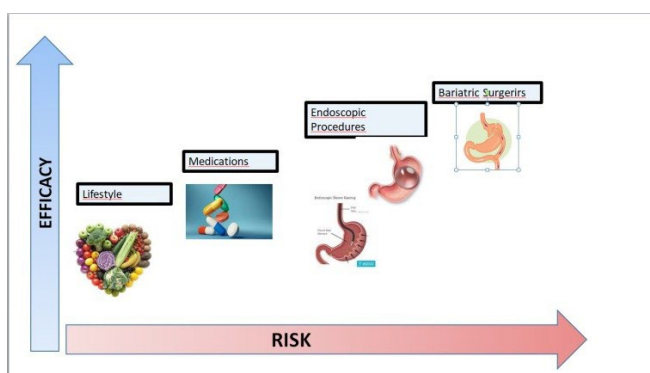 Bariatric Surgerirs
Endoscopic
Procedures
Medications
Lifestyle
EFFICACY
RISK